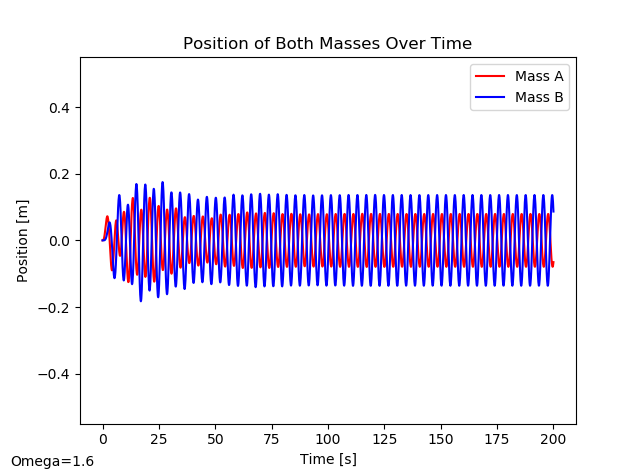 Position of Both Masses Over Time
Mass A
Mass B
Position [m]
0.4
0.2
0.0
−0.2
−0.4
0 25 50 75 100 125 150 175 200
Time [s]
Omega=1.6